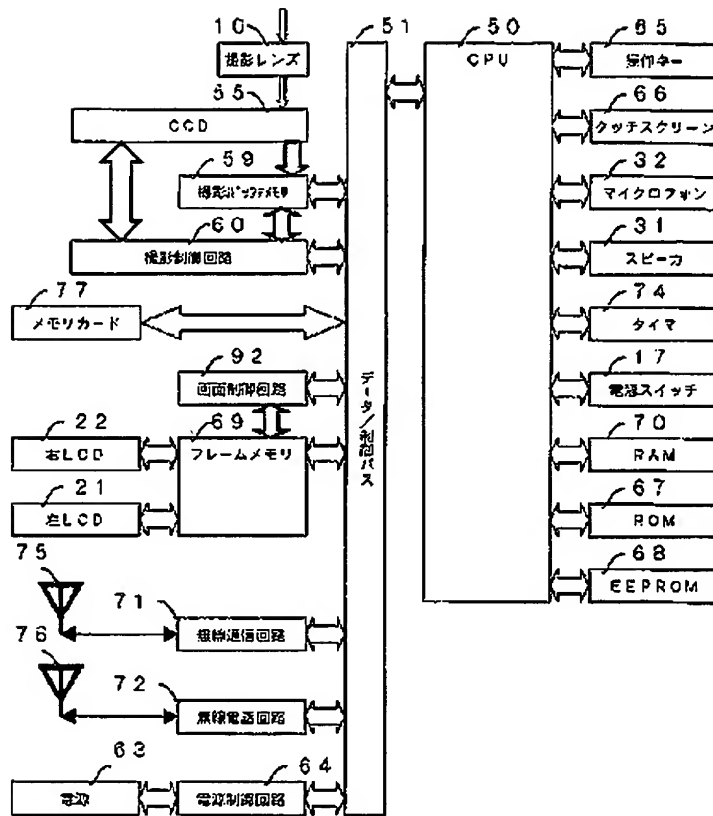 10
撮影レンズ
55
CCD
59
撮影バッファメモリ
60
撮影制御回路
77
メモリカード
92
画面制御回路
22
右LCD
69
フレームメモリ
21
左LCD
75
71
無線通信回路
76
72
無線電話回路
63
電源
64
電源制御回路
51
データ/制御バス
50
CPU
65
操作キー
66
タッチスクリーン
32
マイクロフォン
31
スピーカ
74
タイマ
17
電源スイッチ
70
RAM
67
ROM
68
EEPROM